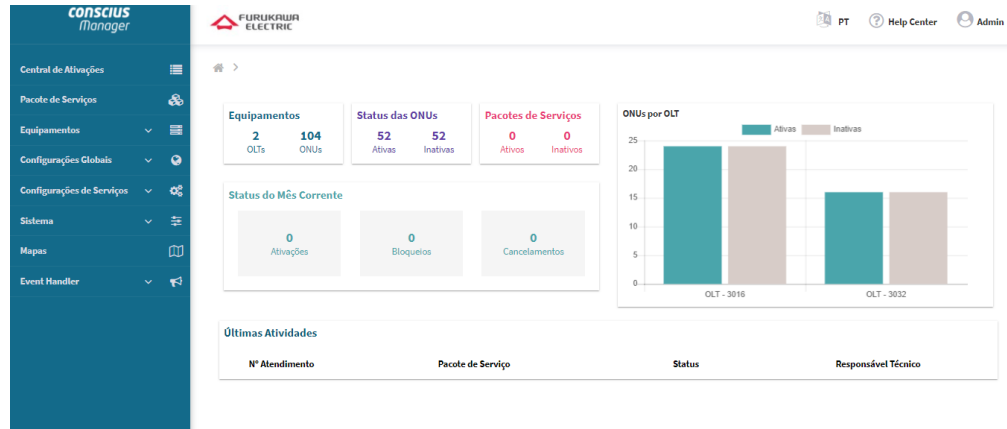 conscius
Manager
FURUKAWA
ELECTRIC
PT
Help Center
Admin
Central de Ativações
Pacote de Serviços
Equipamentos
Configurações Globais
Configurações de Serviços
Sistema
Mapas
Event Handler
Equipamentos
2 104
OLTs ONUs
Status das ONUs
52 52
Ativas Inativas
Pacotes de Serviços
0 0
Ativos Inativos
Status do Mês Corrente
0 0 0
Ativações Bloqueios Cancelamentos
ONUs por OLT
Ativas Inativas
25
20
15
10
5
0
OLT - 3016 OLT - 3032
Últimas Atividades
Nº Atendimento Pacote de Serviço Status Responsável Técnico